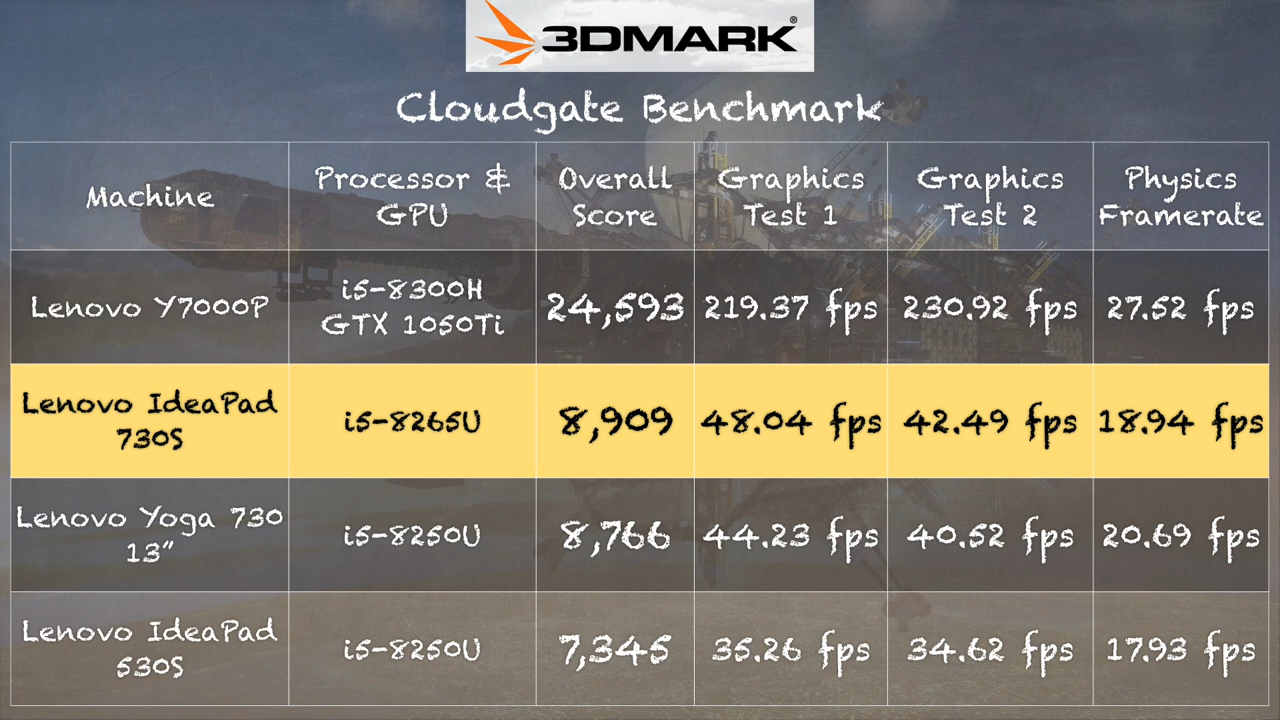 3DMARK®
Cloudgate Benchmark
Machine
Processor &
GPU
Overall
Score
Graphics
Test 1
Graphics
Test 2
Physics
Framerate
Lenovo Y7000P
i5-8300H
GTX 1050Ti
24,593
219.37 fps
230.92 fps
27.52 fps
Lenovo IdeaPad
730S
i5-8265U
8,909
48.04 fps
42.49 fps
18.94 fps
Lenovo Yoga 730
13”
i5-8250U
8,766
44.23 fps
40.52 fps
20.69 fps
Lenovo IdeaPad
530S
i5-8250U
7,345
35.26 fps
34.62 fps
17.93 fps